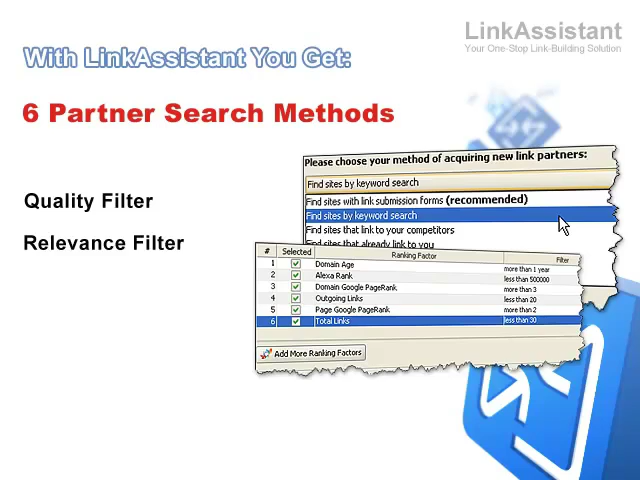 LinkAssistant
Your One-Stop Link-Building Solution
With LinkAssistant You Get:
6 Partner Search Methods
Quality Filter
Relevance Filter
Please choose your method of acquiring new link partners:
Find sites by keyword search
Find sites with link submission forms (recommended)
Find sites by keyword search
Find sites that link to your competitors
Find sites that already link to you
# Selected Ranking Factor Filter
1 Domain Age more than 1 year
2 Alexa Rank less than 500000
3 Domain Google PageRank more than 3
4 Outgoing Links less than 20
5 Page Google PageRank more than 2
6 Total Links less than 30
Add More Ranking Factors